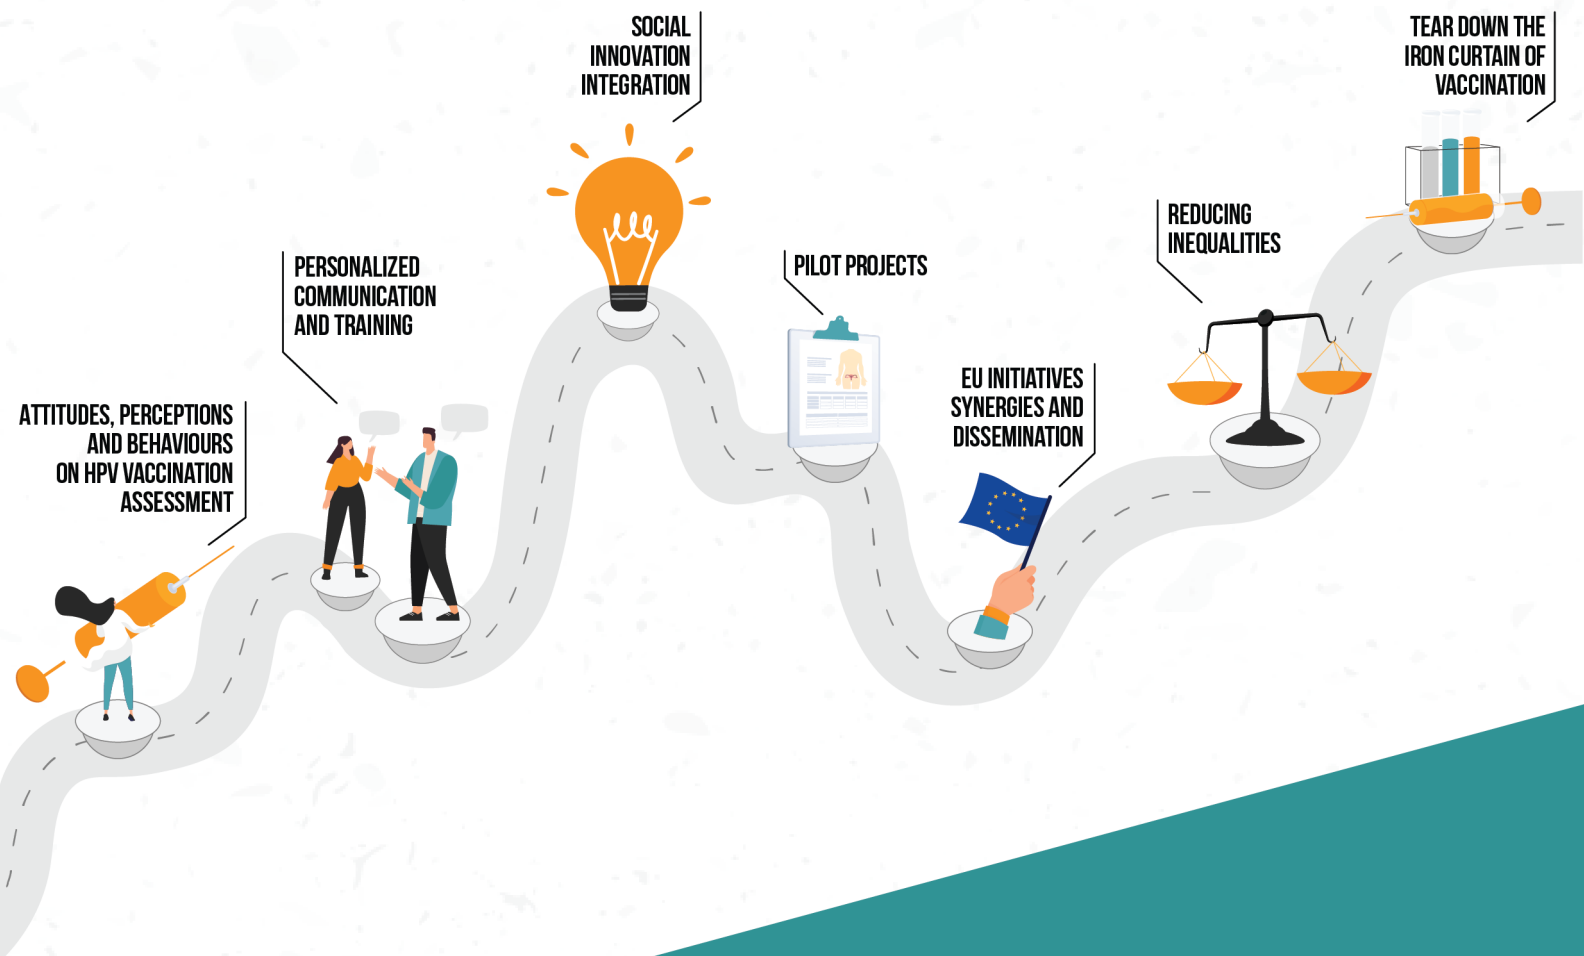 ATTITUDES, PERCEPTIONS
AND BEHAVIOURS
ON HPV VACCINATION
ASSESSMENT
PERSONALIZED
COMMUNICATION
AND TRAINING
SOCIAL
INNOVATION
INTEGRATION
PILOT PROJECTS
EU INITIATIVES
SYNERGIES AND
DISSEMINATION
REDUCING
INEQUALITIES
TEAR DOWN THE
IRON CURTAIN OF
VACCINATION